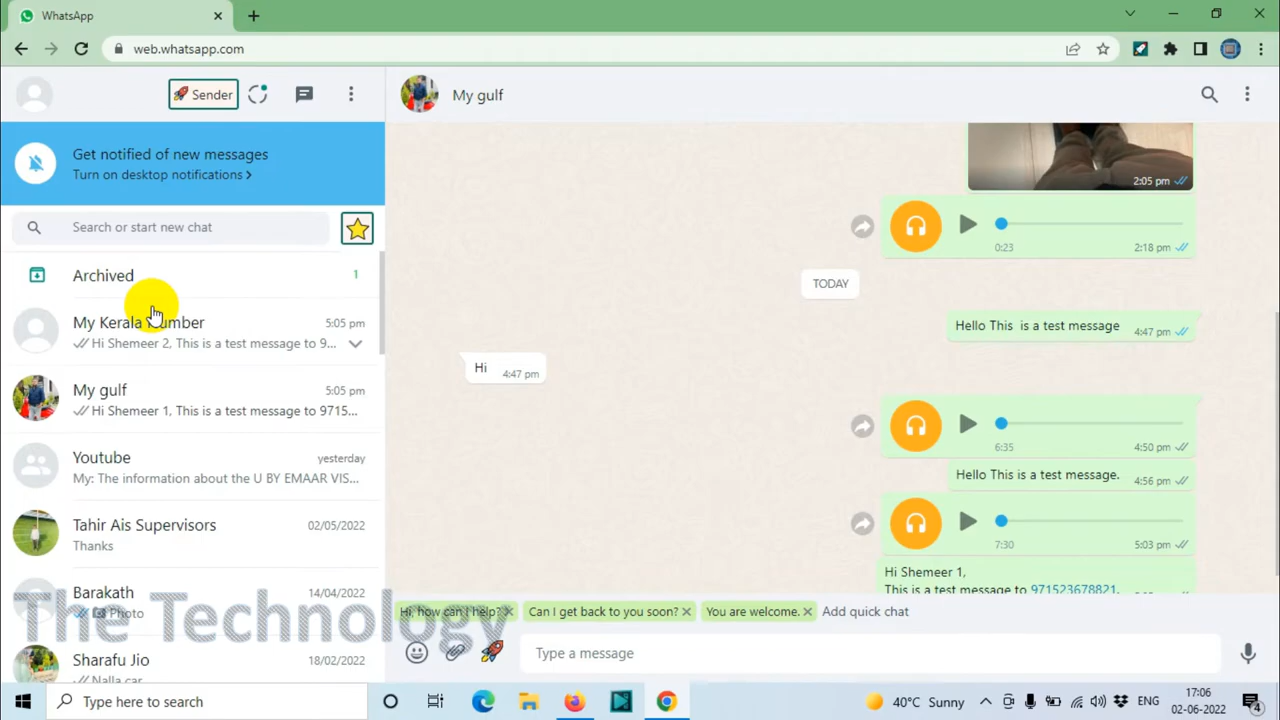 WhatsApp
web.whatsapp.com
Sender
My gulf
Get notified of new messages
Turn on desktop notifications >
2:05 pm
Search or start new chat
0:23
2:18 pm
Archived
1
TODAY
My Kerala Number
5:05 pm
Hi Shemeer 2, This is a test message to 9...
Hello This is a test message
4:47 pm
Hi
4:47 pm
My gulf
5:05 pm
Hi Shemeer 1, This is a test message to 9715...
6:35
4:50 pm
Youtube
yesterday
My: The information about the U BY EMAAR VIS...
Hello This is a test message.
4:56 pm
Tahir Ais Supervisors
02/05/2022
Thanks
7:30
5:03 pm
Hi Shemeer 1,
This is a test message to 971523678821.
Barakath
14/04/2022
Photo
The Technology
Hi, how can I help?
Can I get back to you soon?
You are welcome.
Add quick chat
Sharafu Jio
18/02/2022
Nalla car
Type a message
Type here to search
40°C Sunny
ENG
17:06
02-06-2022
4